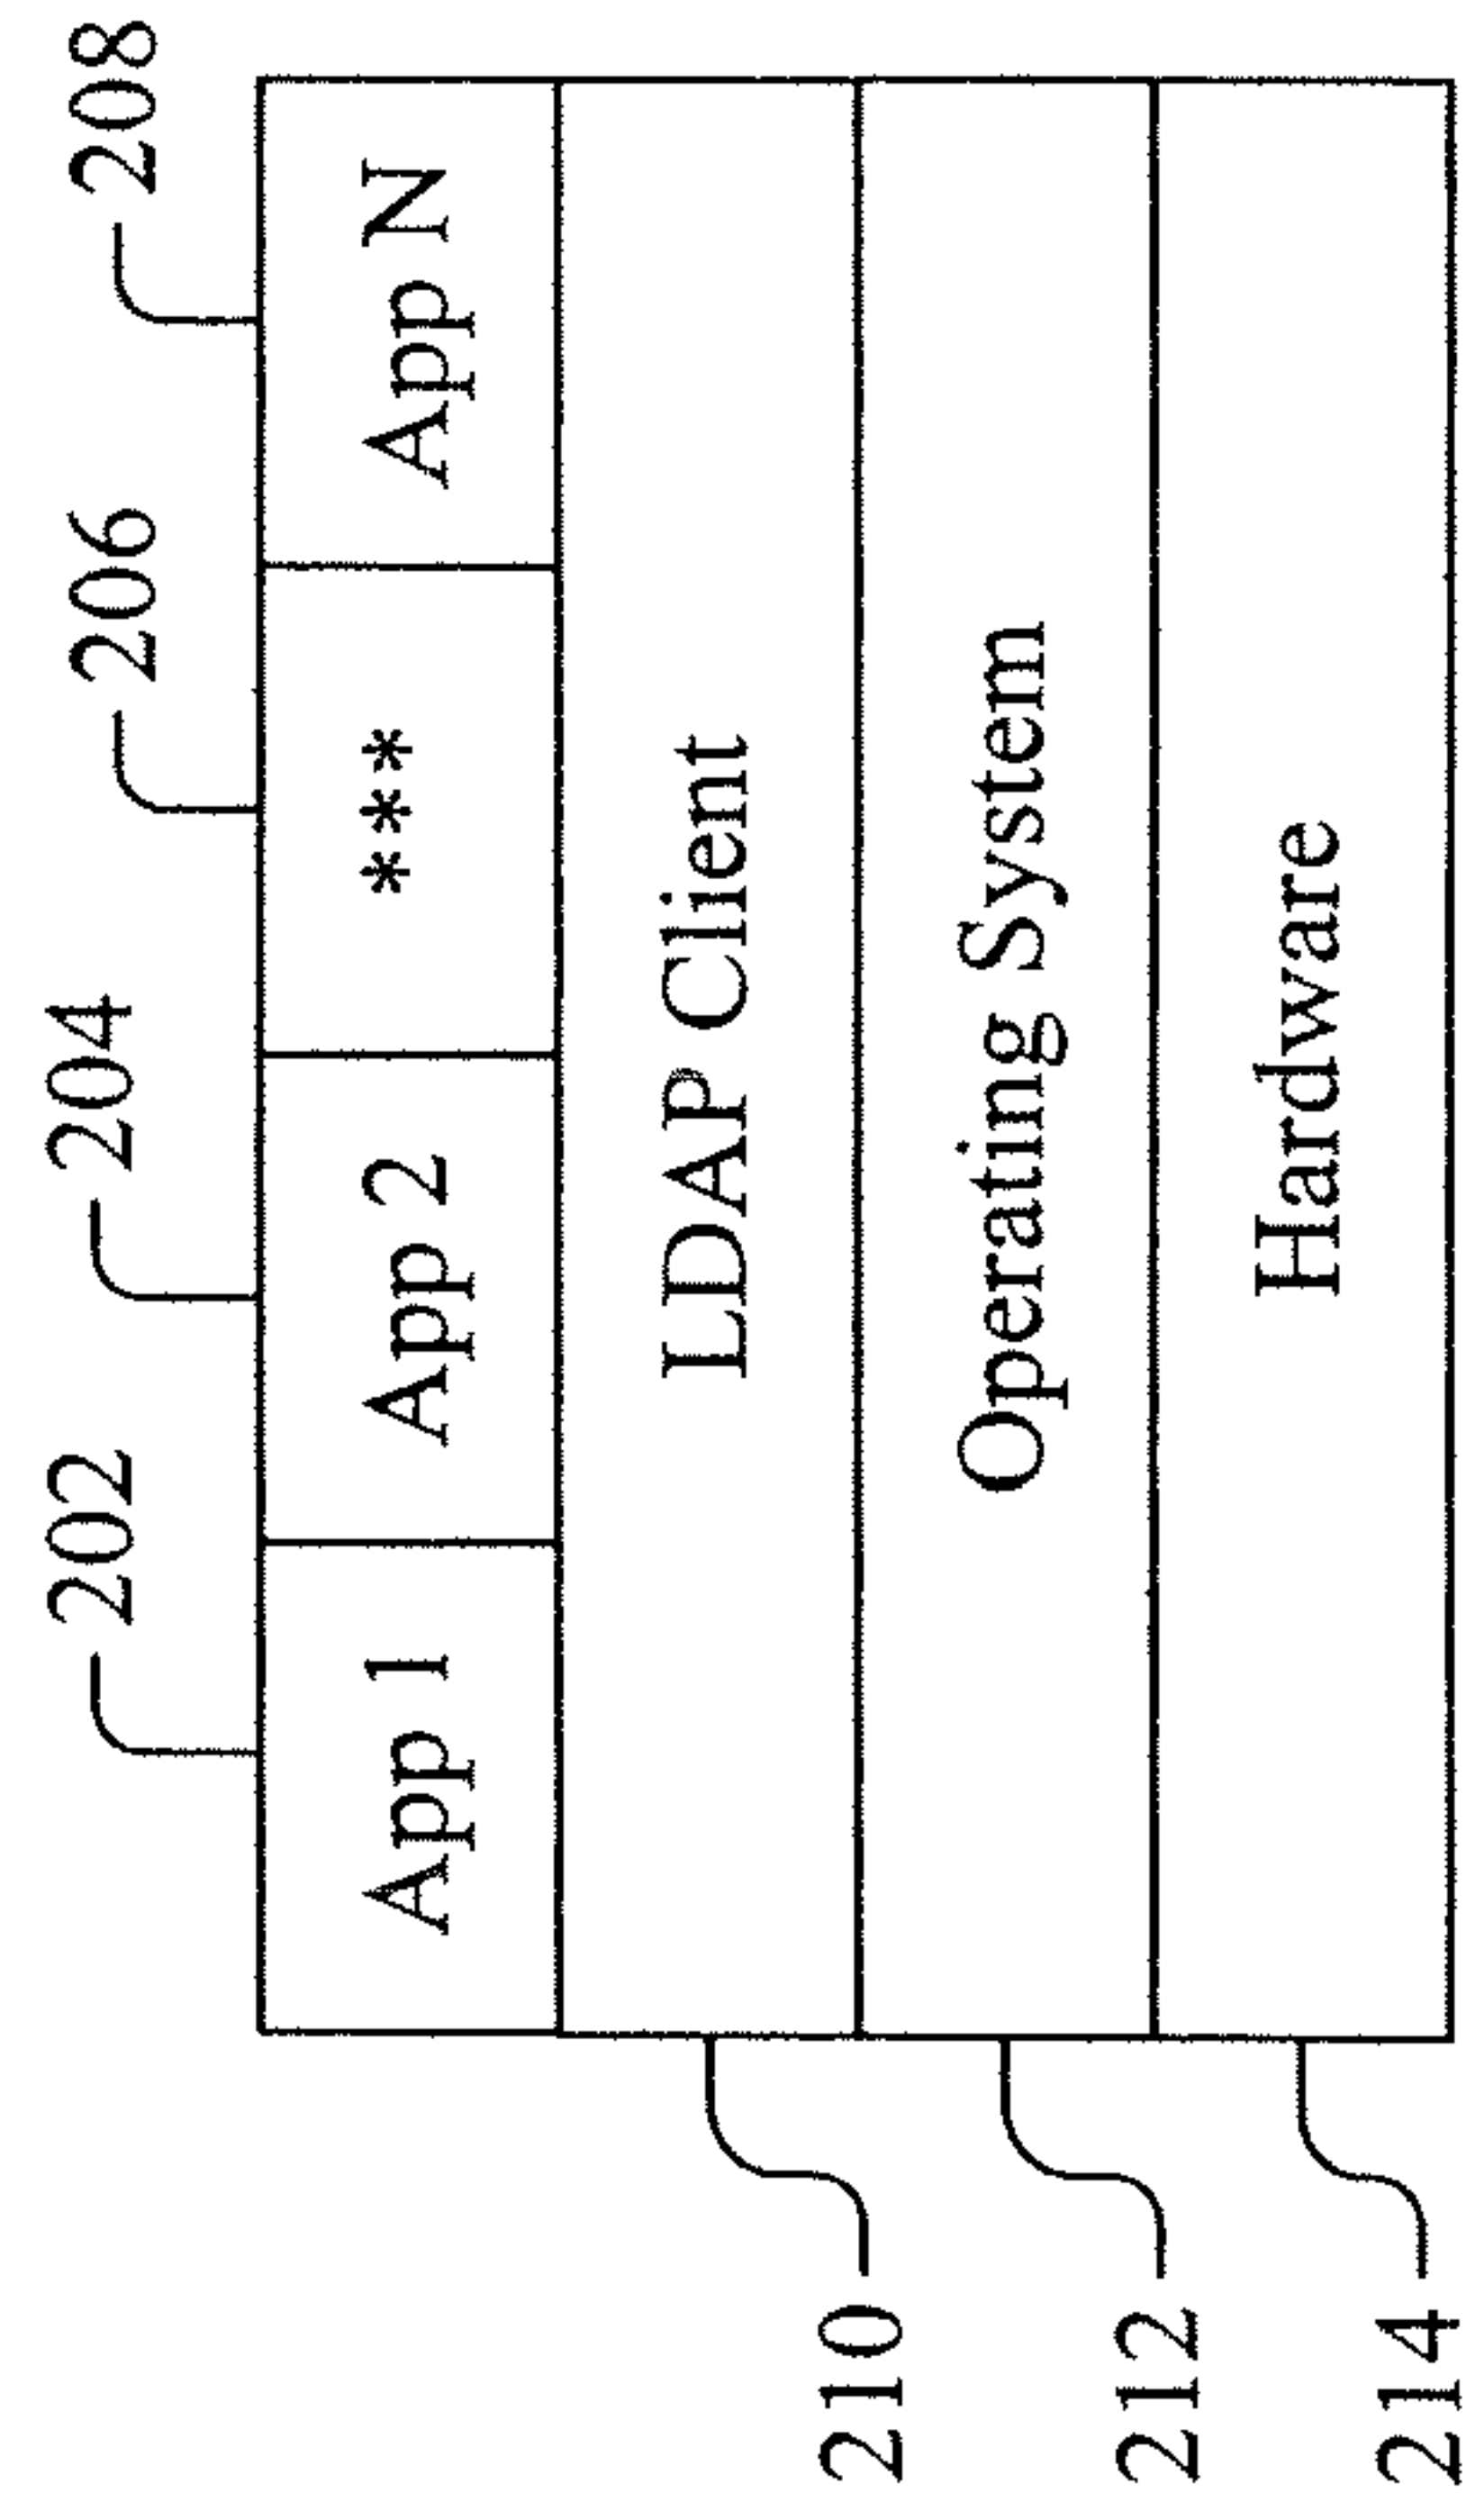 202 204 206 208
App 1 App 2 *** App N
LDAP Client
210
Operating System
212
Hardware
214